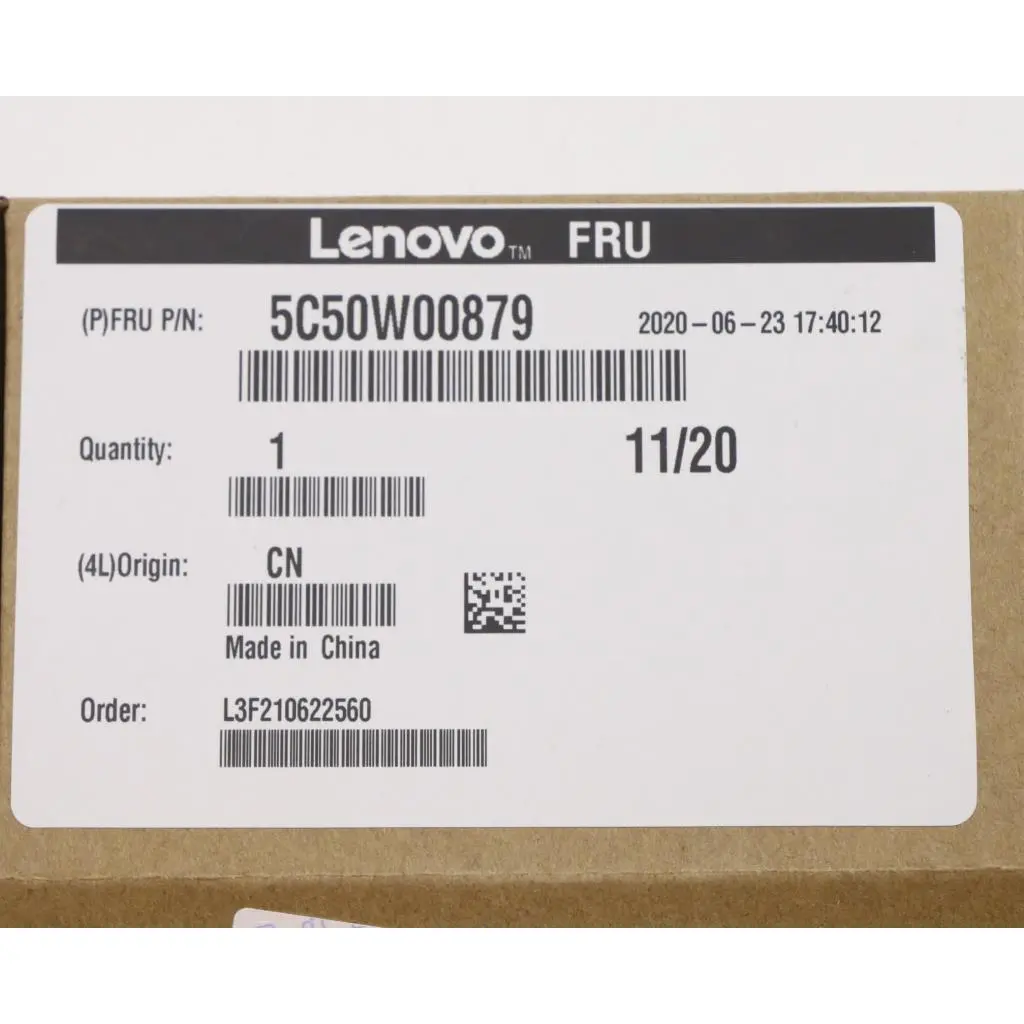 Lenovo™ FRU
(P)FRU P/N: 5C50W00879 2020-06-23 17:40:12
Quantity: 1 11/20
(4L)Origin: CN
Made in China
Order: L3F210622560